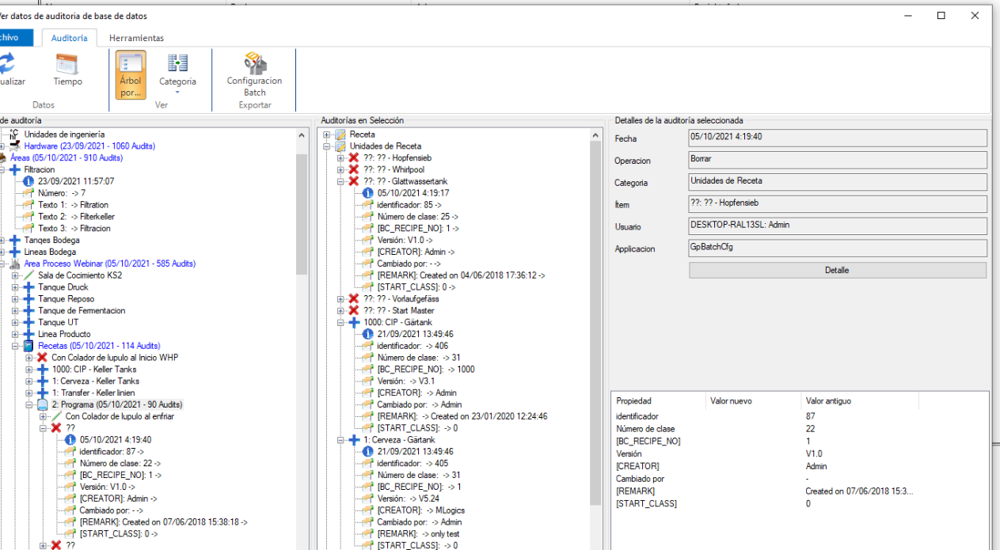 Ver datos de auditoria de base de datos
chivo
Auditoria
Herramientas
ualizar
Tiempo
Árbol
por...
Categoria
Configuracion
Batch
Datos
Ver
Exportar
de auditoría
Unidades de ingeniería
Hardware (23/09/2021 - 1060 Audits)
Áreas (05/10/2021 - 910 Audits)
Filtracion
23/09/2021 11:57:07
Número: -> 7
Texto 1: -> Filtration
Texto 2: -> Filterkeller
Texto 3: -> Filtracion
Tanqes Bodega
Lineas Bodega
Area Proceso Webinar (05/10/2021 - 585 Audits)
Sala de Cocimiento KS2
Tanque Druck
Tanque Reposo
Tanque de Fermentacion
Tanque UT
Linea Producto
Recetas (05/10/2021 - 114 Audits)
Con Colador de lupulo al Inicio WHP
1000: CIP - Keller Tanks
1: Cerveza - Keller Tanks
1: Transfer - Keller linien
2: Programa (05/10/2021 - 90 Audits)
Con Colador de lupulo al enfriar
??
05/10/2021 4:19:40
identificador: 87 ->
Número de clase: 22 ->
[BC_RECIPE_NO]: 1 ->
Versión: V1.0 ->
[CREATOR]: Admin ->
Cambiado por: - ->
[REMARK]: Created on 07/06/2018 15:38:18 ->
[START_CLASS]: 0 ->
??
Auditorías en Selección
Receta
Unidades de Receta
??: ?? - Hopfensieb
??: ?? - Whirlpool
??: ?? - Glattwassertank
05/10/2021 4:19:17
identificador: 85 ->
Número de clase: 25 ->
[BC_RECIPE_NO]: 1 ->
Versión: V1.0 ->
[CREATOR]: Admin ->
Cambiado por: - ->
[REMARK]: Created on 04/06/2018 17:36:12 ->
[START_CLASS]: 0 ->
??: ?? - Vorlaufgefäss
??: ?? - Start Master
1000: CIP - Gärtank
21/09/2021 13:49:46
identificador: -> 406
Número de clase: -> 31
[BC_RECIPE_NO]: -> 1000
Versión: -> V3.1
[CREATOR]: -> Admin
Cambiado por: -> Admin
[REMARK]: -> Created on 23/01/2020 12:24:46
[START_CLASS]: -> 0
1: Cerveza - Gärtank
21/09/2021 13:49:46
identificador: -> 405
Número de clase: -> 31
[BC_RECIPE_NO]: -> 1
Versión: -> V5.24
[CREATOR]: -> MLogics
Cambiado por: -> Admin
[REMARK]: -> only test
[START_CLASS]: -> 0
Detalles de la auditoría seleccionada
Fecha 05/10/2021 4:19:40
Operacion Borrar
Categoria Unidades de Receta
Ítem ??: ?? - Hopfensieb
Usuario DESKTOP-RAL13SL: Admin
Applicacion GpBatchCfg
Detalle
Propiedad Valor nuevo Valor antiguo
identificador 87
Número de clase 22
[BC_RECIPE_NO] 1
Versión V1.0
[CREATOR] Admin
Cambiado por -
[REMARK] Created on 07/06/2018 15:3...
[START_CLASS] 0